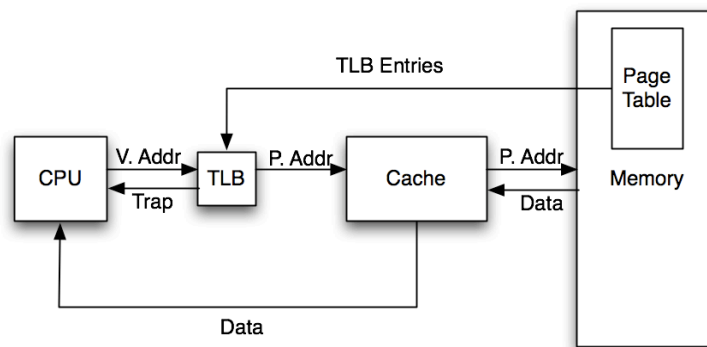 TLB Entries
Page
Table
V. Addr
P. Addr
P. Addr
CPU
TLB
Cache
Memory
Trap
Data
Data